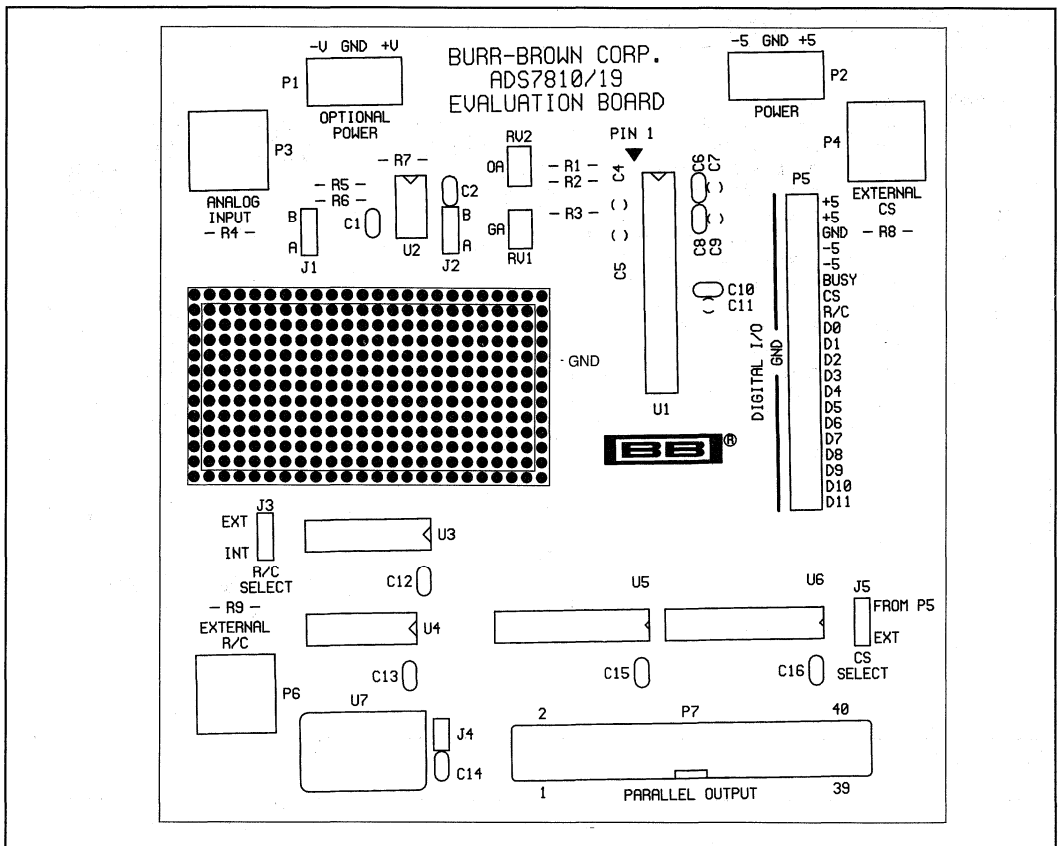 -V GND +V
P1
OPTIONAL
POWER
BURR-BROWN CORP.
ADS7810/19
EVALUATION BOARD
-5 GND +5
P2
POWER
P3
ANALOG
INPUT
- R4 -
P4
EXTERNAL
CS
- R8 -
PIN 1
RV2
OA
- R7 -
- R5 -
- R6 -
C1
U2
C2
B
A
J1
B
A
J2
GA
RV1
- R1 -
- R2 -
- R3 -
C4
C5
C6
C7
C8
C9
C10
C11
U1
P5
+5
+5
GND
-5
-5
BUSY
CS
R/C
D0
D1
D2
D3
D4
D5
D6
D7
D8
D9
D10
D11
DIGITAL I/O
GND
- GND
BB®
J3
EXT
INT
R/C
SELECT
U3
C12
- R9 -
EXTERNAL
R/C
P6
U4
C13
U7
J4
C14
U5
U6
C15
C16
J5
FROM P5
EXT
CS
SELECT
2
P7
40
1
PARALLEL OUTPUT
39